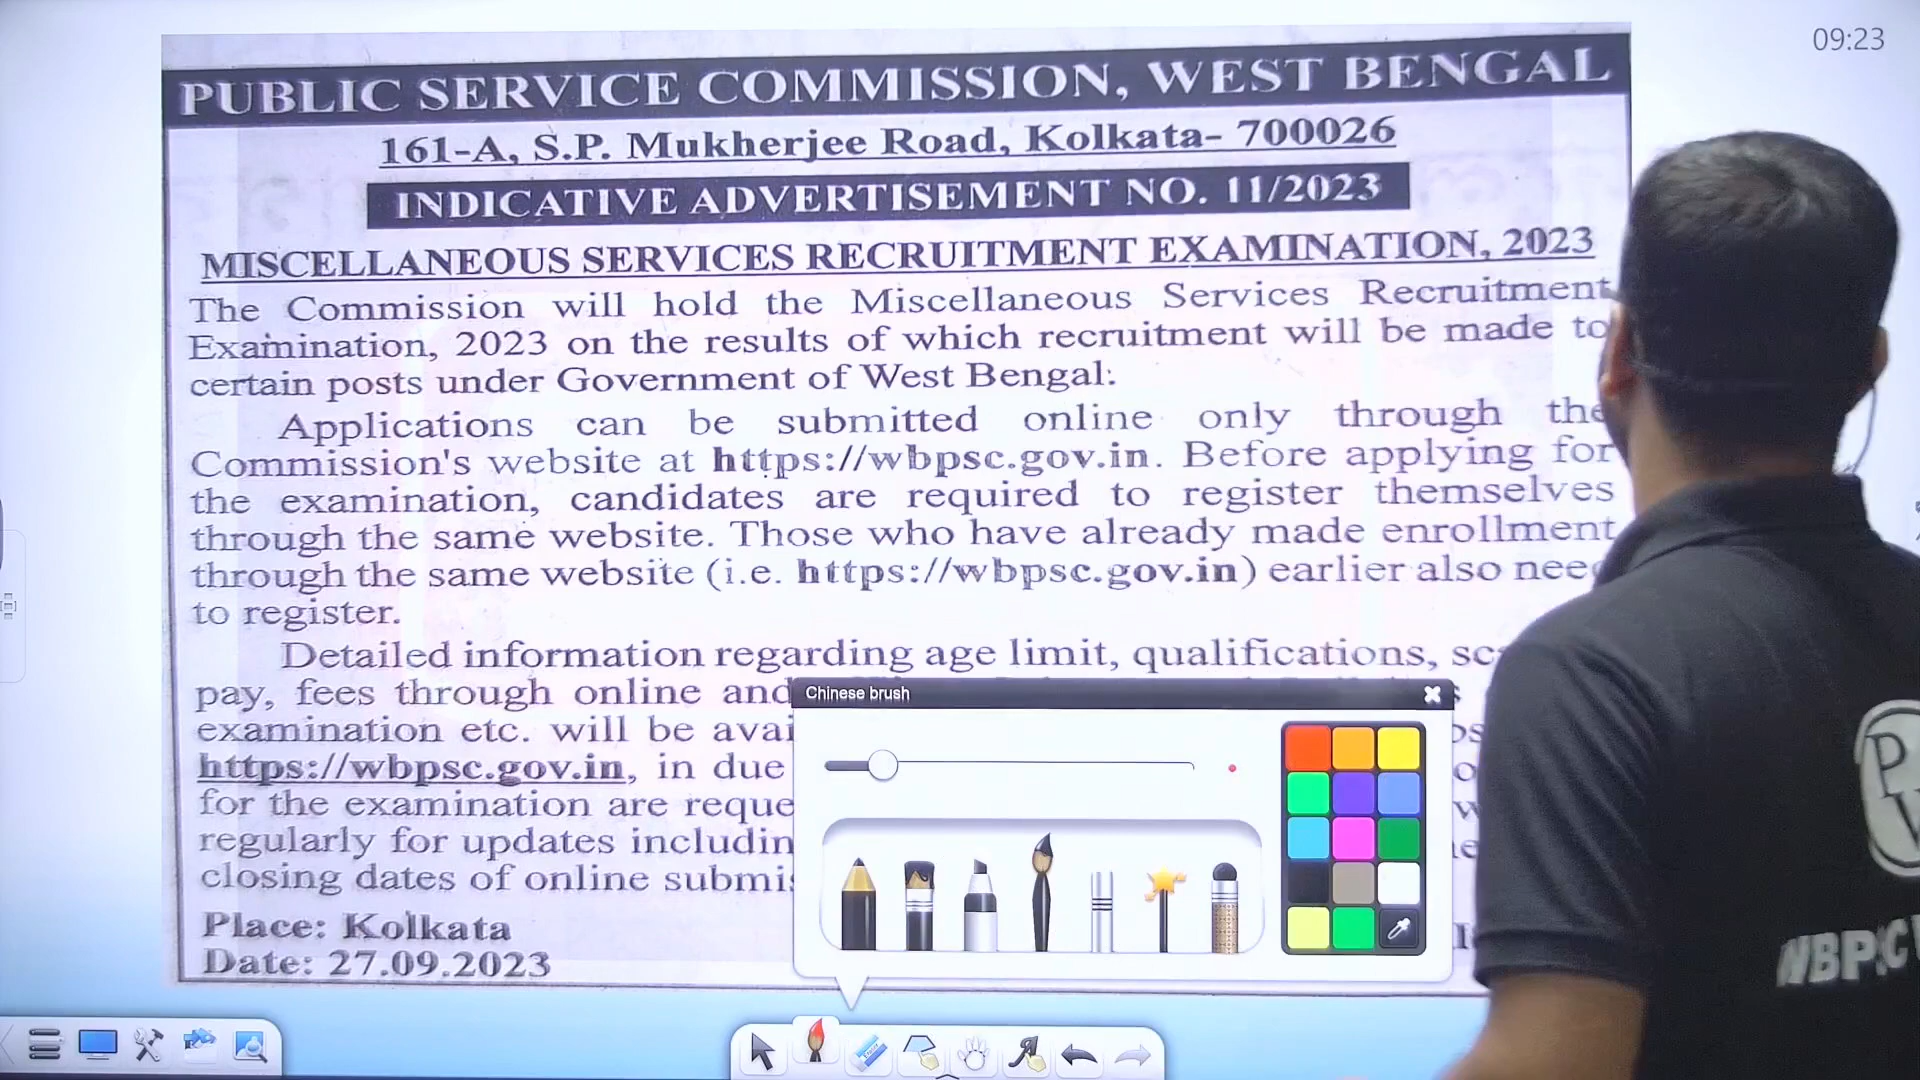 09:23
PUBLIC SERVICE COMMISSION, WEST BENGAL
161-A, S.P. Mukherjee Road, Kolkata- 700026
INDICATIVE ADVERTISEMENT NO. 11/2023
MISCELLANEOUS SERVICES RECRUITMENT EXAMINATION, 2023
The Commission will hold the Miscellaneous Services Recruitment
Examination, 2023 on the results of which recruitment will be made to
certain posts under Government of West Bengal.
Applications can be submitted online only through the
Commission's website at https://wbpsc.gov.in. Before applying for
the examination, candidates are required to register themselves
through the same website. Those who have already made enrollment
through the same website (i.e. https://wbpsc.gov.in) earlier also
to register.
Detailed information regarding age limit, qualifications,
pay, fees through online and
examination etc. will be
https://wbpsc.gov.in, in due
for the examination are
regularly for updates
closing dates of online
Place: Kolkata
Date: 27.09.2023
Chinese brush
PW
WBPSC